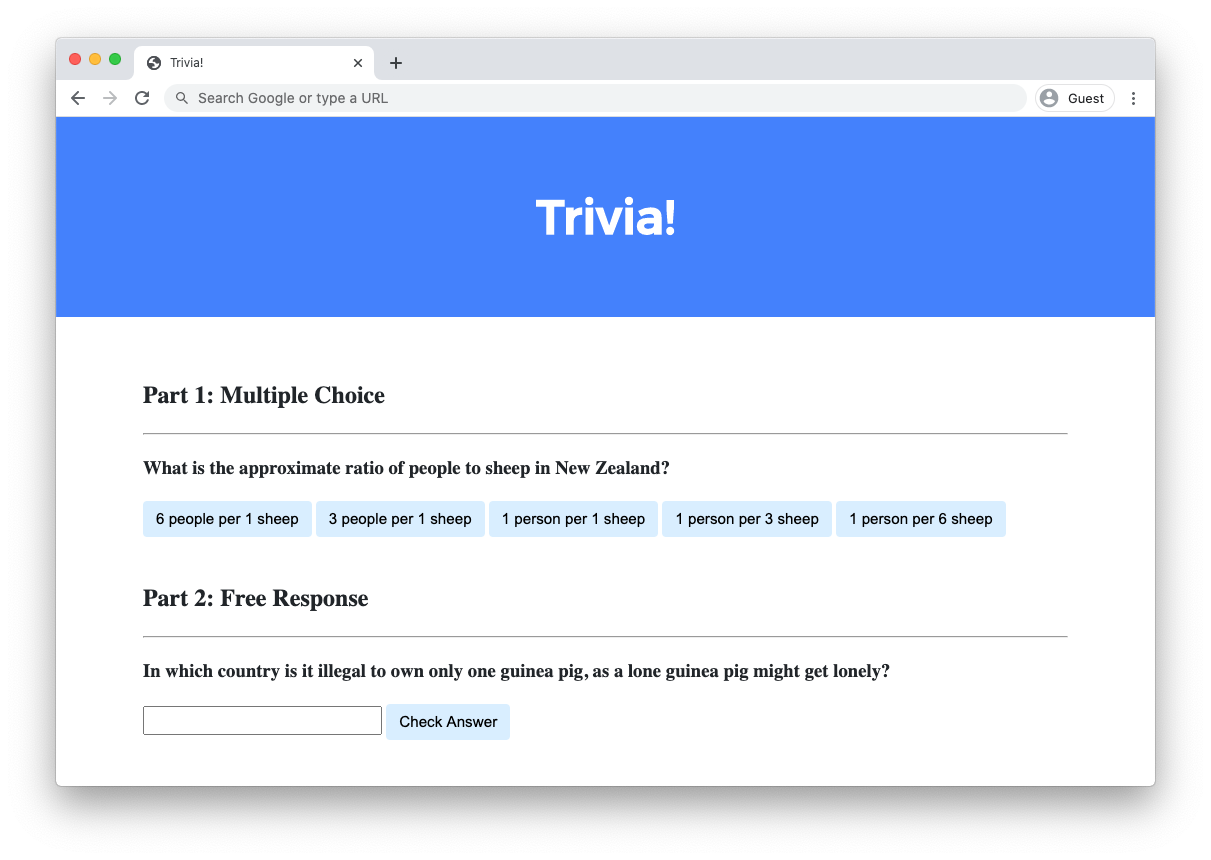 Trivia!
Search Google or type a URL
Guest
Trivia!
Part 1: Multiple Choice
What is the approximate ratio of people to sheep in New Zealand?
6 people per 1 sheep 3 people per 1 sheep 1 person per 1 sheep 1 person per 3 sheep 1 person per 6 sheep
Part 2: Free Response
In which country is it illegal to own only one guinea pig, as a lone guinea pig might get lonely?
Check Answer